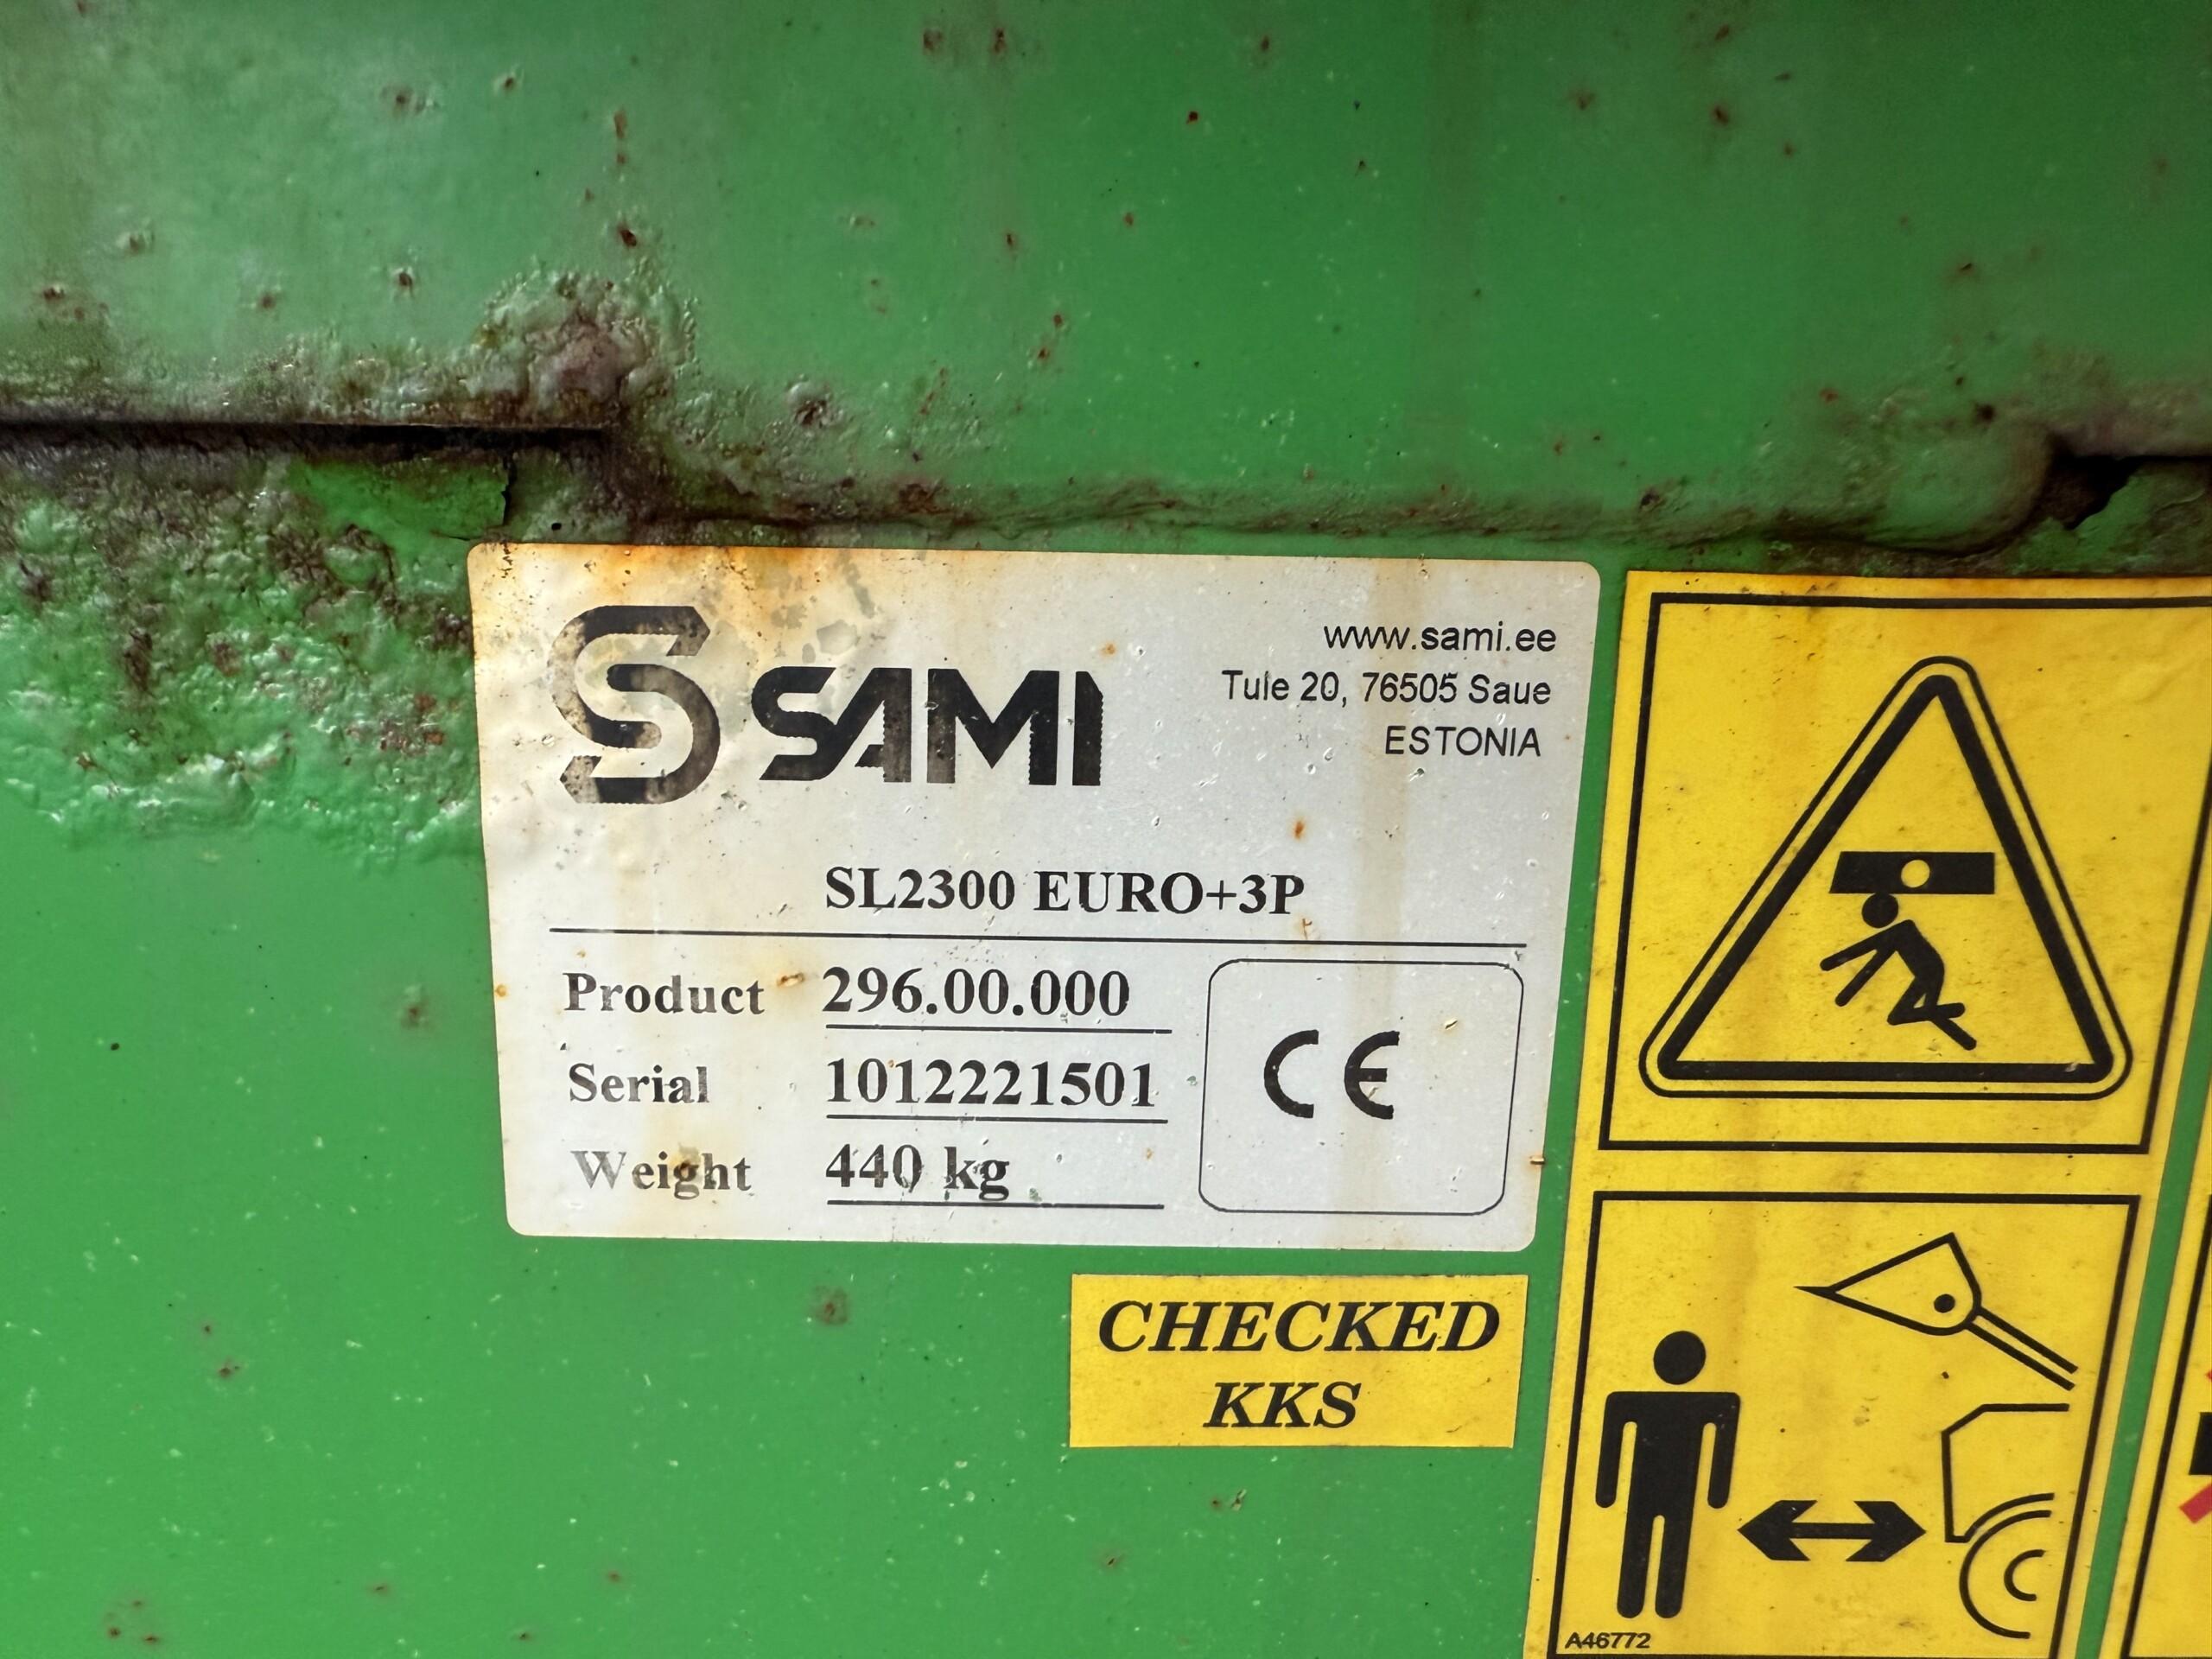 S SAMI
www.sami.ee
Tule 20, 76505 Saue
ESTONIA
SL2300 EURO+3P
Product 296.00.000
Serial 1012221501
Weight 440 kg
CE
CHECKED
KKS
A46772